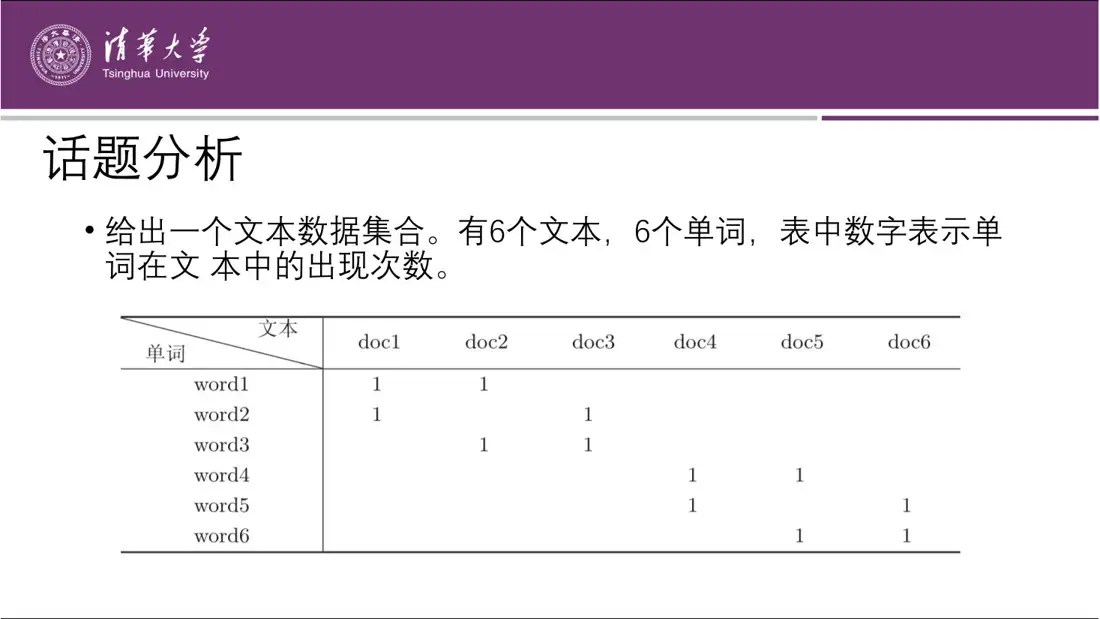 清华大学
Tsinghua University
话题分析
• 给出一个文本数据集合。有6个文本，6个单词，表中数字表示单
词在文 本中的出现次数。
文本
单词
doc1 doc2 doc3 doc4 doc5 doc6
word1 1 1
word2 1 1
word3 1 1
word4 1 1
word5 1 1
word6 1 1